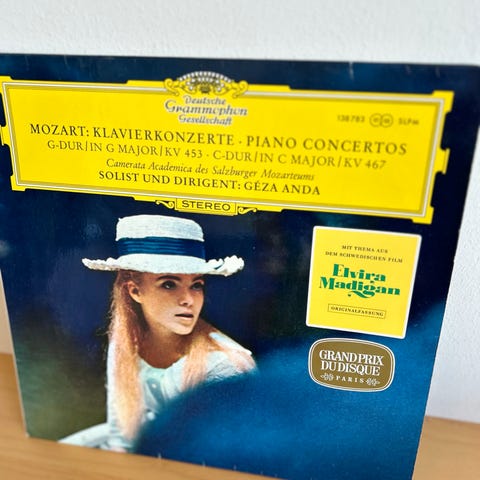 Deutsche
Grammophon
Gesellschaft
138 783 SLPM
MOZART: KLAVIERKONZERTE · PIANO CONCERTOS
G-DUR/IN G MAJOR/KV 453 · C-DUR/IN C MAJOR/KV 467
Camerata Academica des Salzburger Mozarteums
SOLIST UND DIRIGENT: GÉZA ANDA
STEREO
MIT THEMA AUS
DEM SCHWEDISCHEN FILM
Elvira
Madigan
ORIGINALFASSUNG
GRAND PRIX
DU DISQUE
PARIS